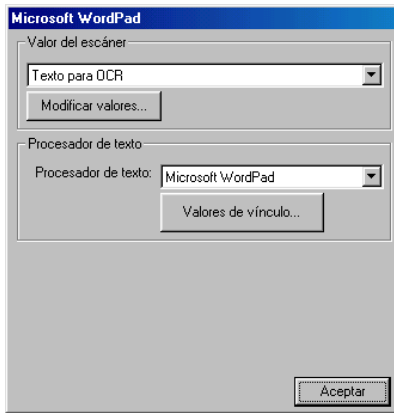 Microsoft WordPad
Valor del escáner
Texto para OCR
Modificar valores...
Procesador de texto
Procesador de texto: Microsoft WordPad
Valores de vínculo...
Aceptar